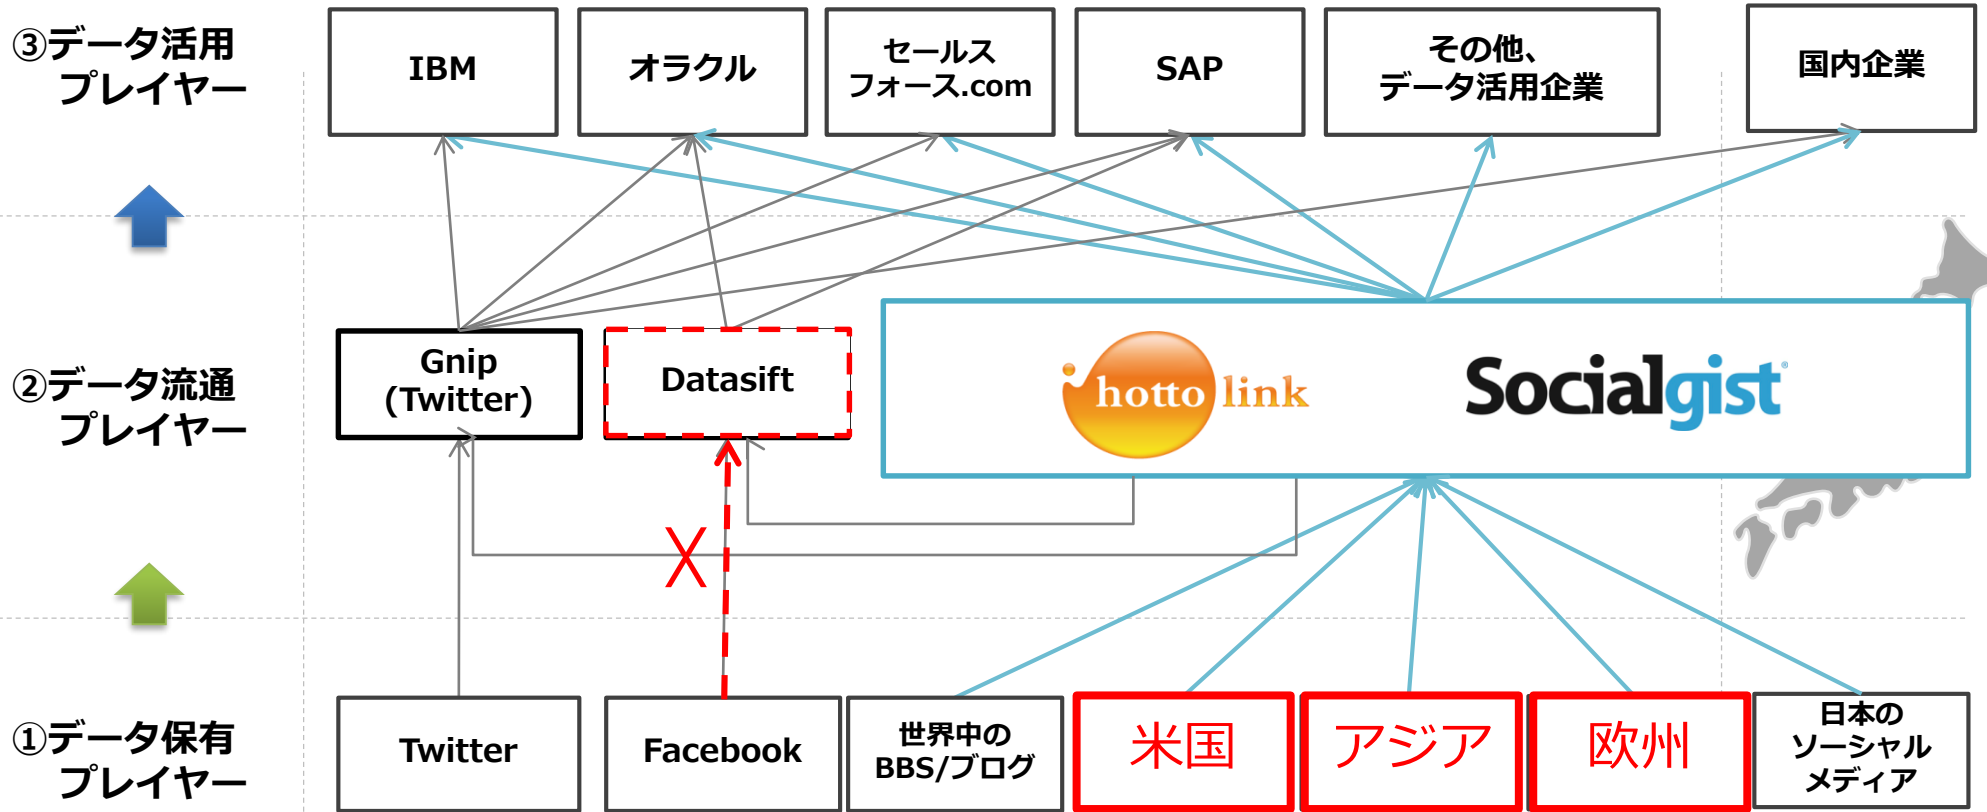 ③データ活用
プレイヤー
IBM
オラクル
セールス
フォース.com
SAP
その他、
データ活用企業
国内企業
②データ流通
プレイヤー
Gnip
(Twitter)
Datasift
hotto link
Socialgist
X
①データ保有
プレイヤー
Twitter
Facebook
世界中の
BBS/ブログ
米国
アジア
欧州
日本の
ソーシャル
メディア